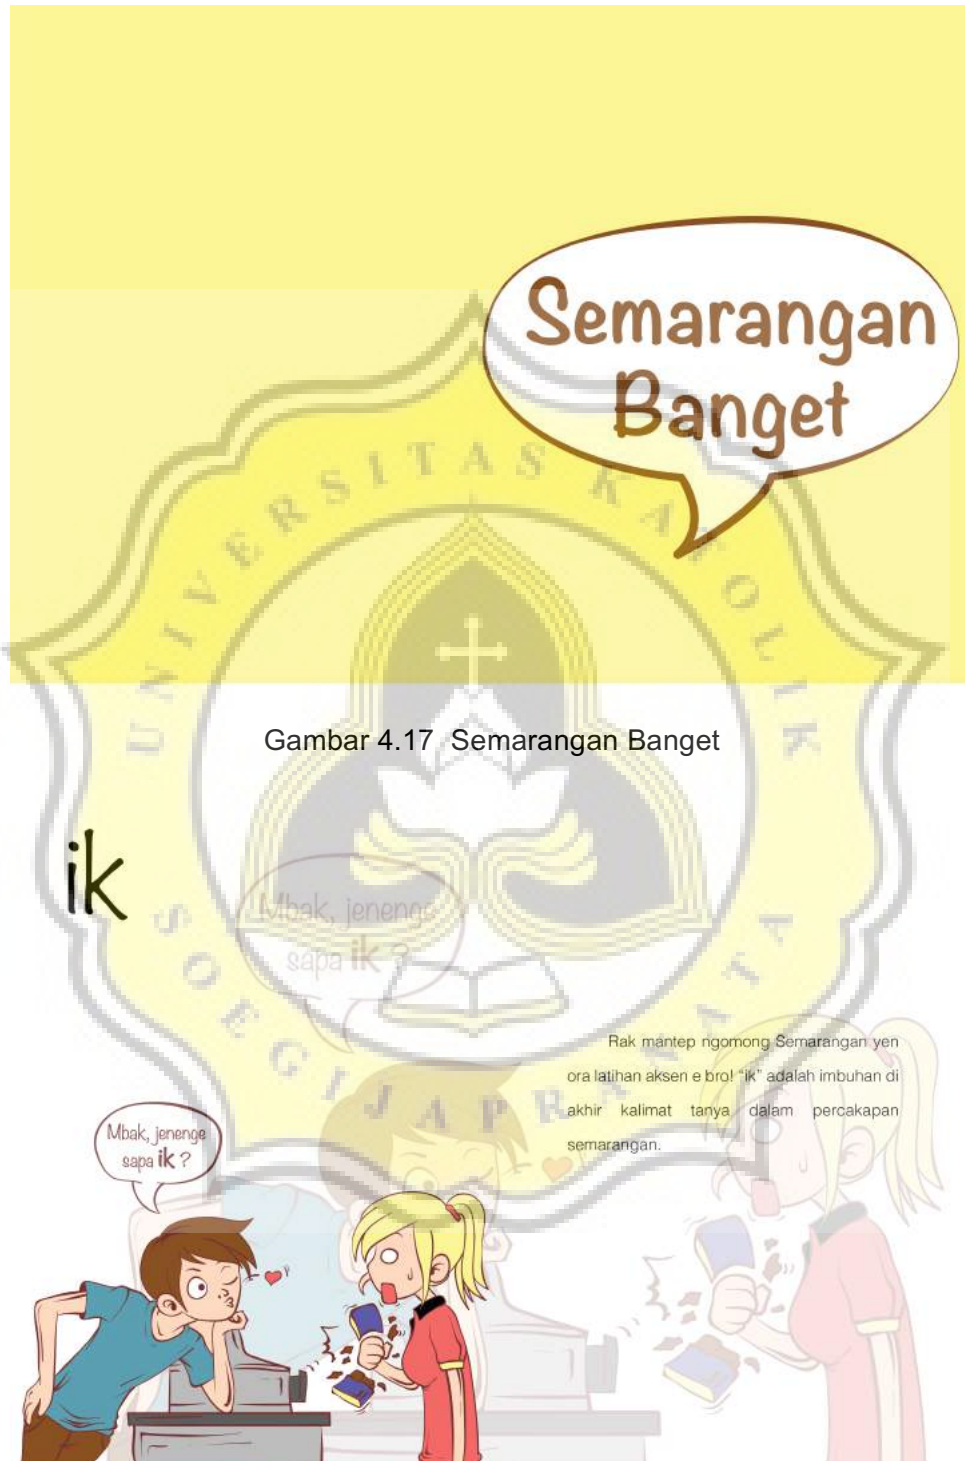 Semarangan
Banget
UNIVERSITAS KATOLIK
SOEGIJAPRANATA
Gambar 4.17 Semarangan Banget
ik
Mbak, jenenge
sapa ik ?
Rak mantep ngomong Semarangan yen
ora latihan aksen e bro! "ik" adalah imbuhan di
akhir kalimat tanya dalam percakapan
semarangan.
Mbak, jenenge
sapa ik ?